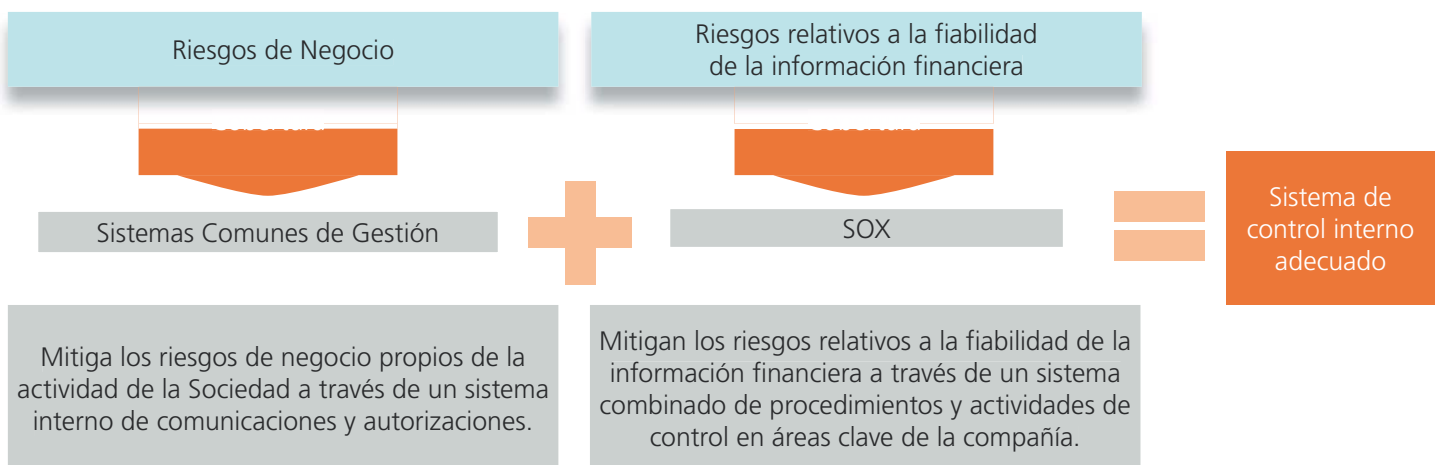 Riesgos de Negocio
Riesgos relativos a la fiabilidad
de la información financiera
Sistemas Comunes de Gestión
SOX
Sistema de
control interno
adecuado
Mitiga los riesgos de negocio propios de la
actividad de la Sociedad a través de un sistema
interno de comunicaciones y autorizaciones.
Mitigan los riesgos relativos a la fiabilidad de la
información financiera a través de un sistema
combinado de procedimientos y actividades de
control en áreas clave de la compañía.